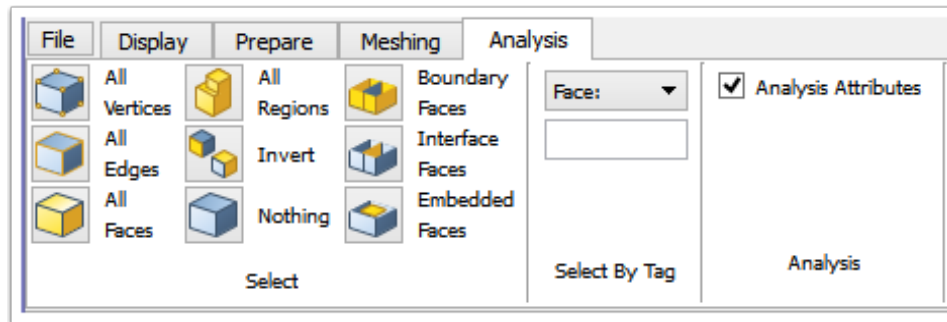 File Display Prepare Meshing Analysis
All Vertices
All Regions
Boundary Faces
All Edges
Invert
Interface Faces
All Faces
Nothing
Embedded Faces
Select
Face:
Select By Tag
Analysis Attributes
Analysis